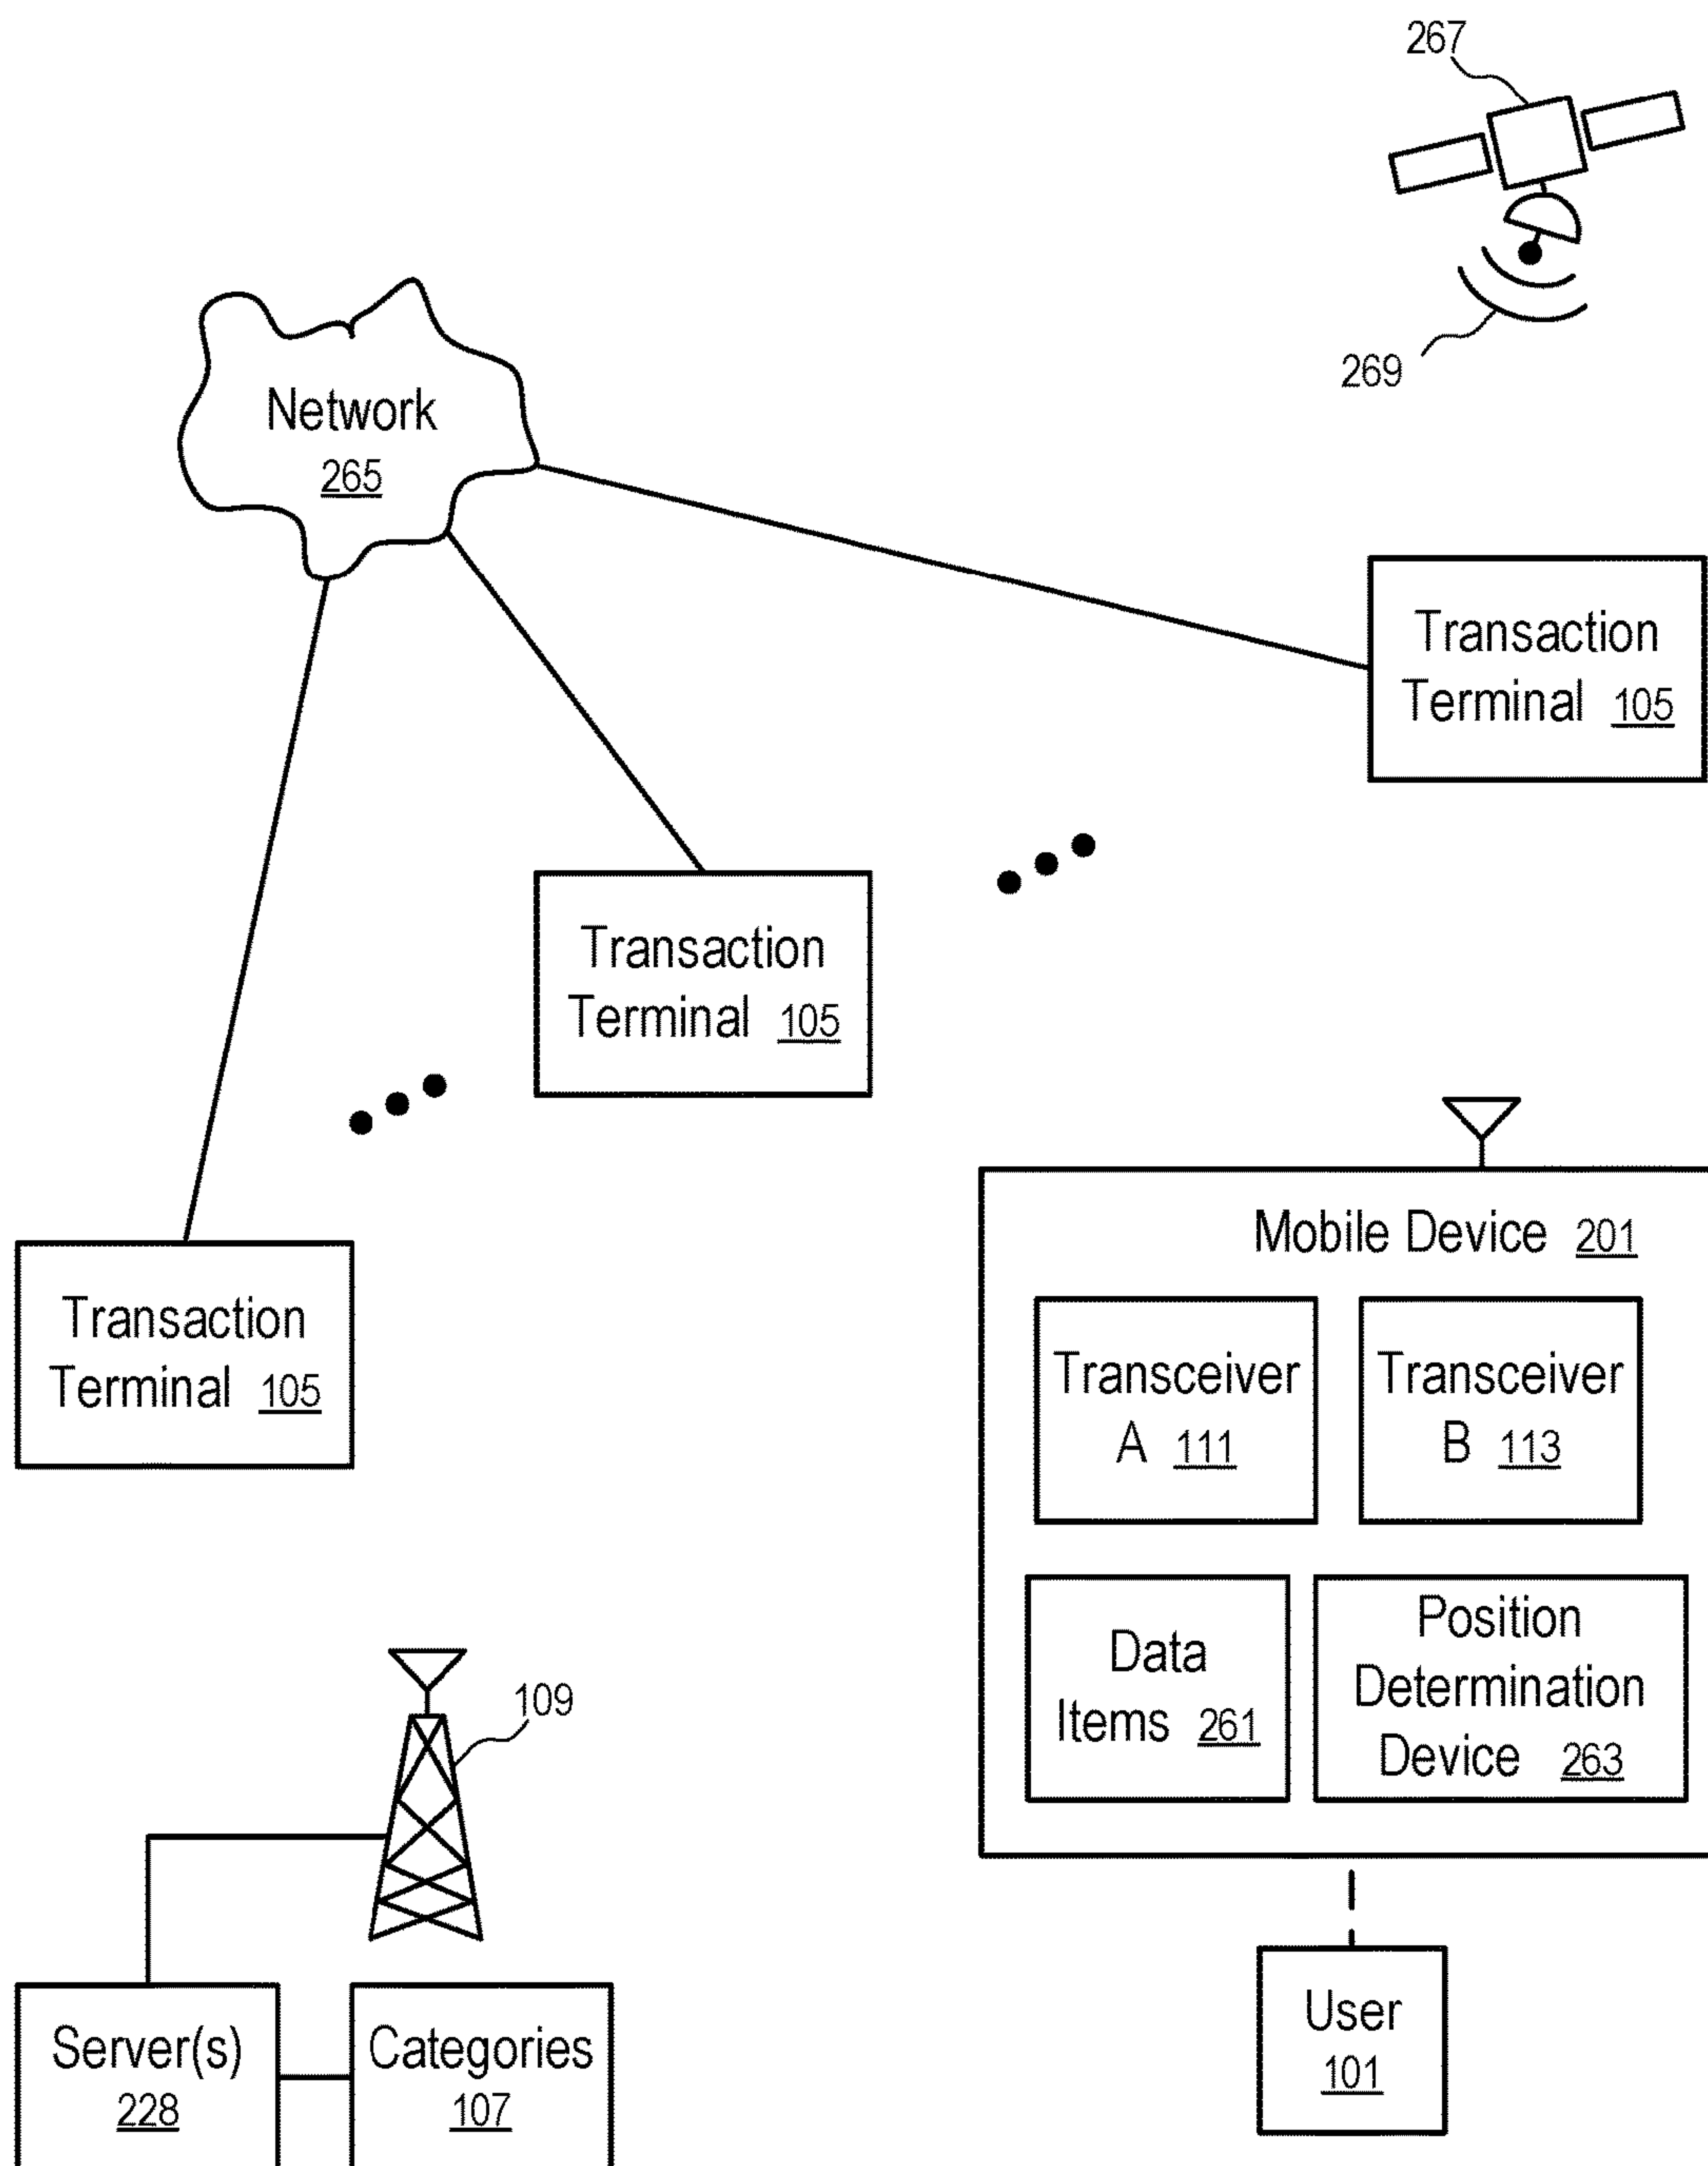 267
269
Network
265
Transaction
Terminal 105
Transaction
Terminal 105
Transaction
Terminal 105
Mobile Device 201
Transceiver
A 111
Transceiver
B 113
Data
Items 261
Position
Determination
Device 263
109
Server(s)
228
Categories
107
User
101